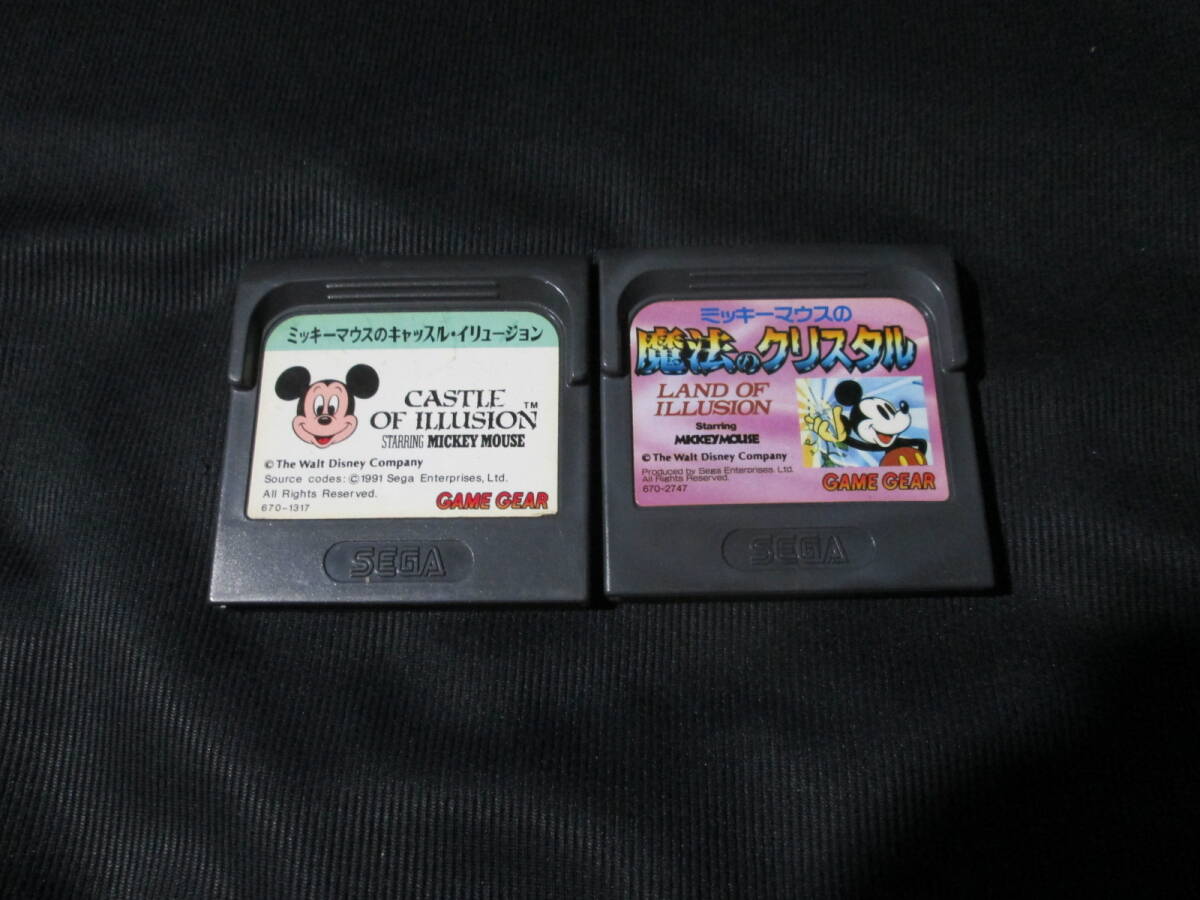 ミッキーマウスのキャッスル・イリュージョン
CASTLE
OF ILLUSION™
STARRING MICKEY MOUSE
© The Walt Disney Company
Source codes: © 1991 Sega Enterprises, Ltd.
All Rights Reserved.
670-1317
GAME GEAR
SEGA
ミッキーマウスの
魔法のクリスタル
LAND OF
ILLUSION
Starring
MICKEY MOUSE
© The Walt Disney Company
Produced by Sega Enterprises, Ltd.
All Rights Reserved.
670-2747
GAME GEAR
SEGA